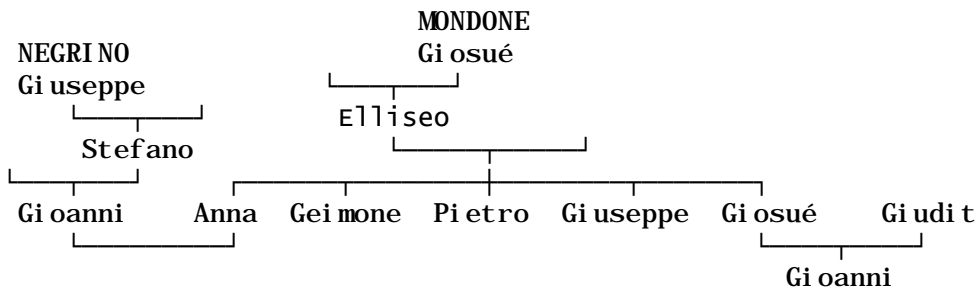 MONDONE
NEGRINO Giosué
Giuseppe
Elliseo
Stefano
Gioanni Anna Geimone Pietro Giuseppe Giosué Giudit
Gioanni